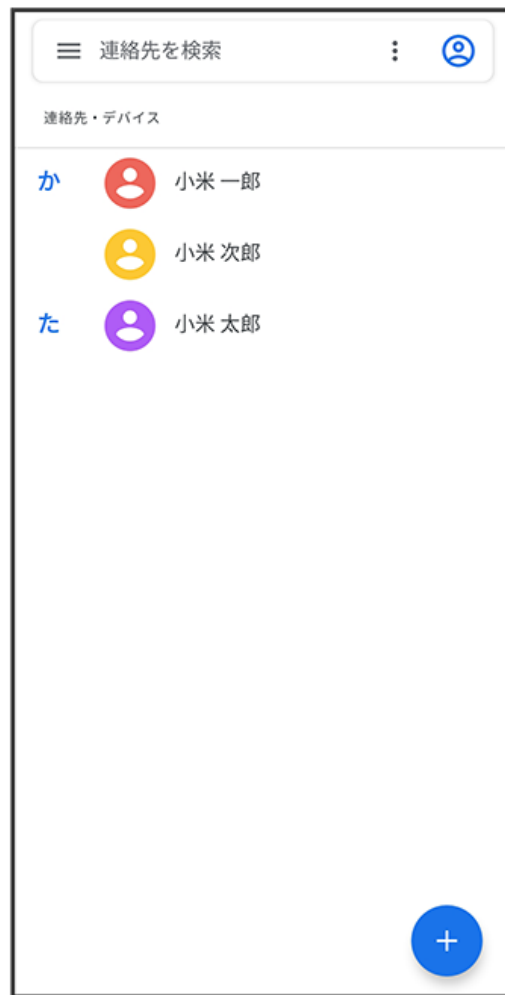 連絡先を検索
連絡先・デバイス
か 小米 一郎
小米 次郎
た 小米 太郎